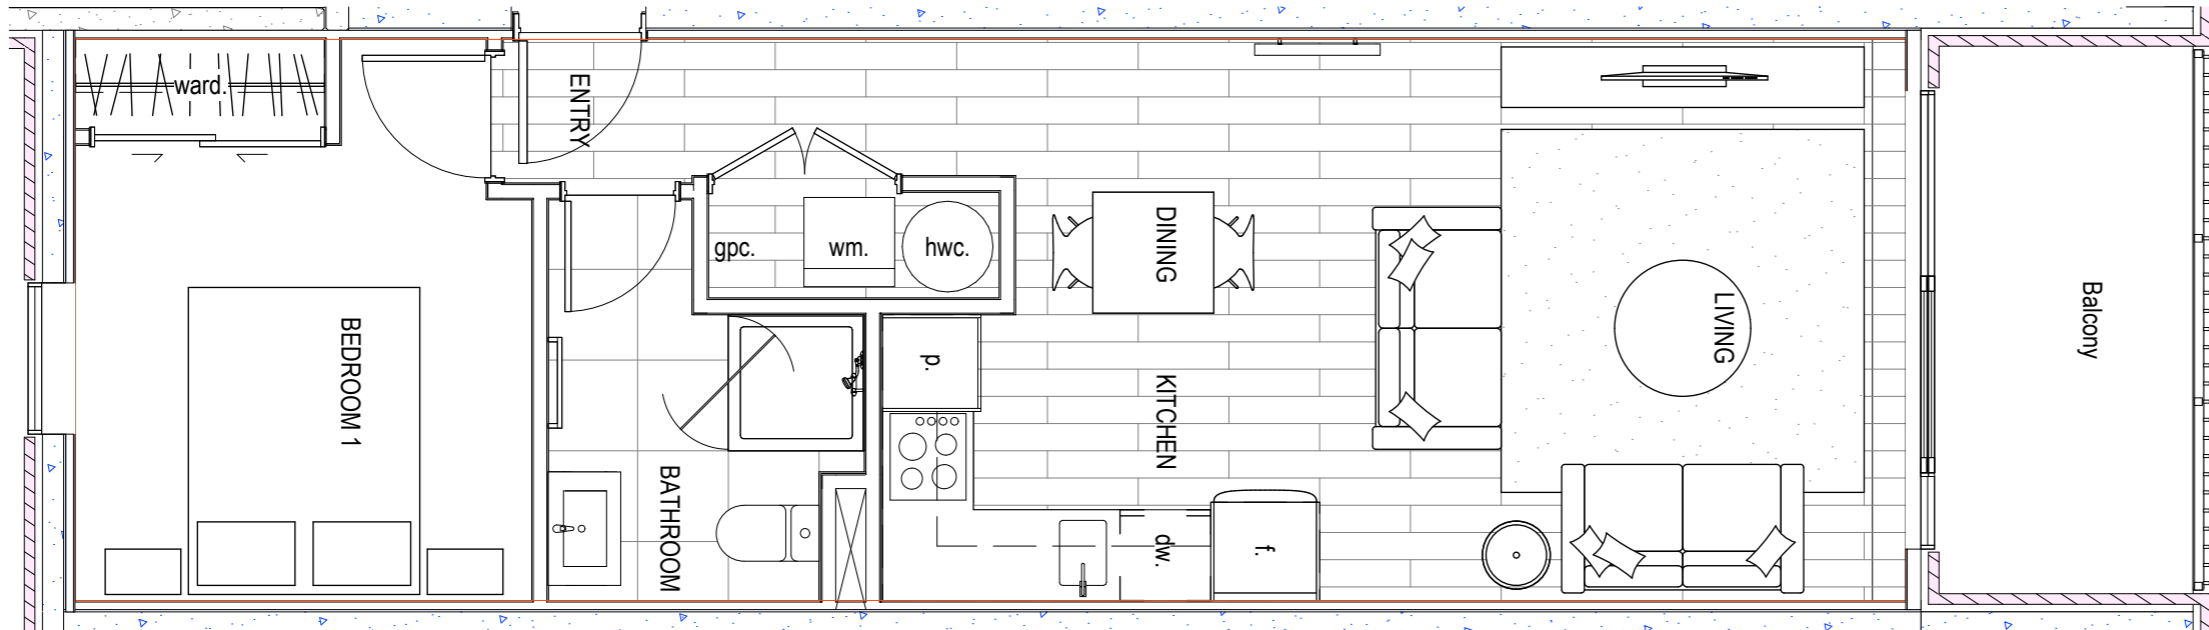 ward.
ENTRY
gpc.
wm.
hwc.
DINING
LIVING
Balcony
BEDROOM 1
p.
KITCHEN
BATHROOM
dw.
f.